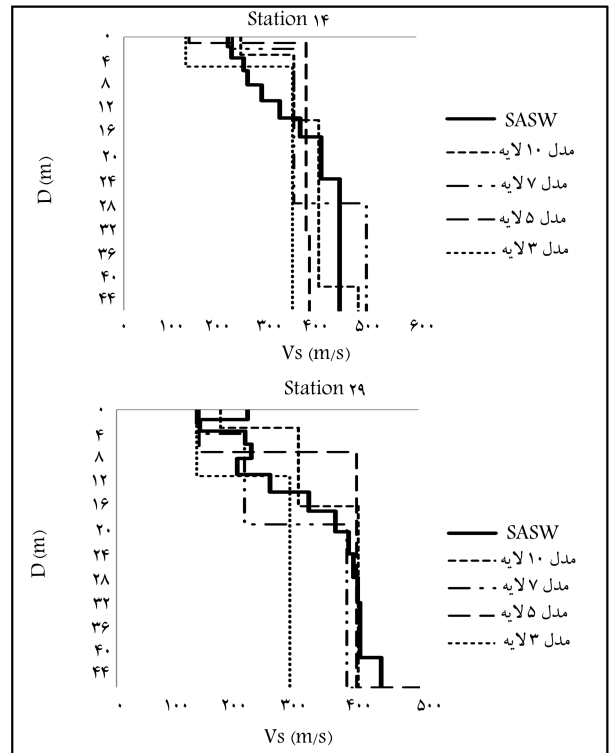 Station ۱۴
۰
۴
۸
۱۲
۱۶
۲۰
۲۴
۲۸
۳۲
۳۶
۴۰
۴۴
D (m)
۰ ۱۰۰ ۲۰۰ ۳۰۰ ۴۰۰ ۵۰۰ ۶۰۰
Vs (m/s)
SASW
مدل ۱۰ لایه
مدل ۷ لایه
مدل ۵ لایه
مدل ۳ لایه
Station ۲۹
۰
۴
۸
۱۲
۱۶
۲۰
۲۴
۲۸
۳۲
۳۶
۴۰
۴۴
D (m)
۰ ۱۰۰ ۲۰۰ ۳۰۰ ۴۰۰ ۵۰۰
Vs (m/s)
SASW
مدل ۱۰ لایه
مدل ۷ لایه
مدل ۵ لایه
مدل ۳ لایه